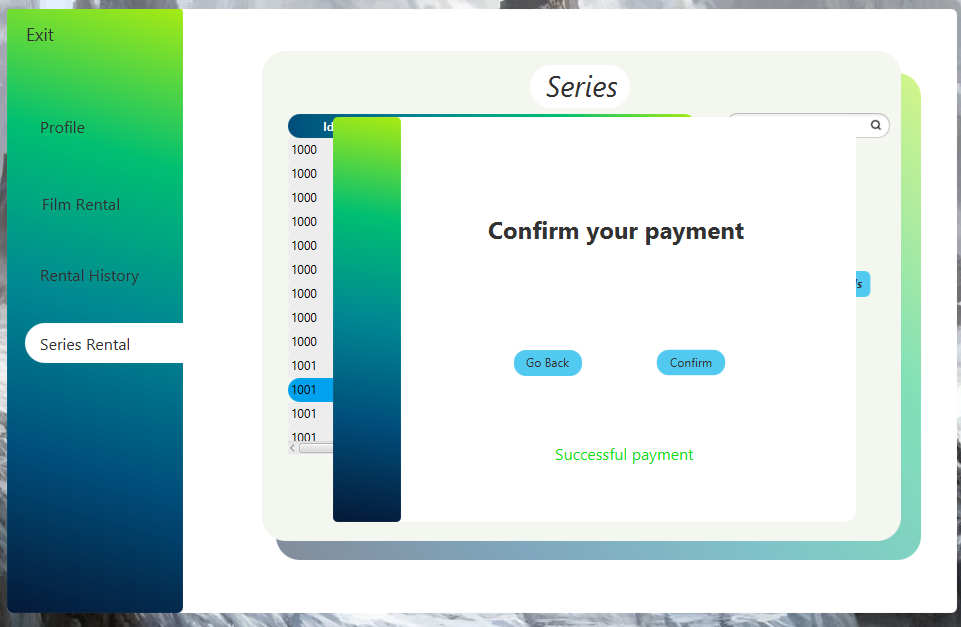 Exit
Profile
Film Rental
Rental History
Series Rental
Series
Id
1000
1000
1000
1000
1000
1000
1000
1000
1000
1001
1001
1001
1001
Confirm your payment
Go Back
Confirm
Successful payment